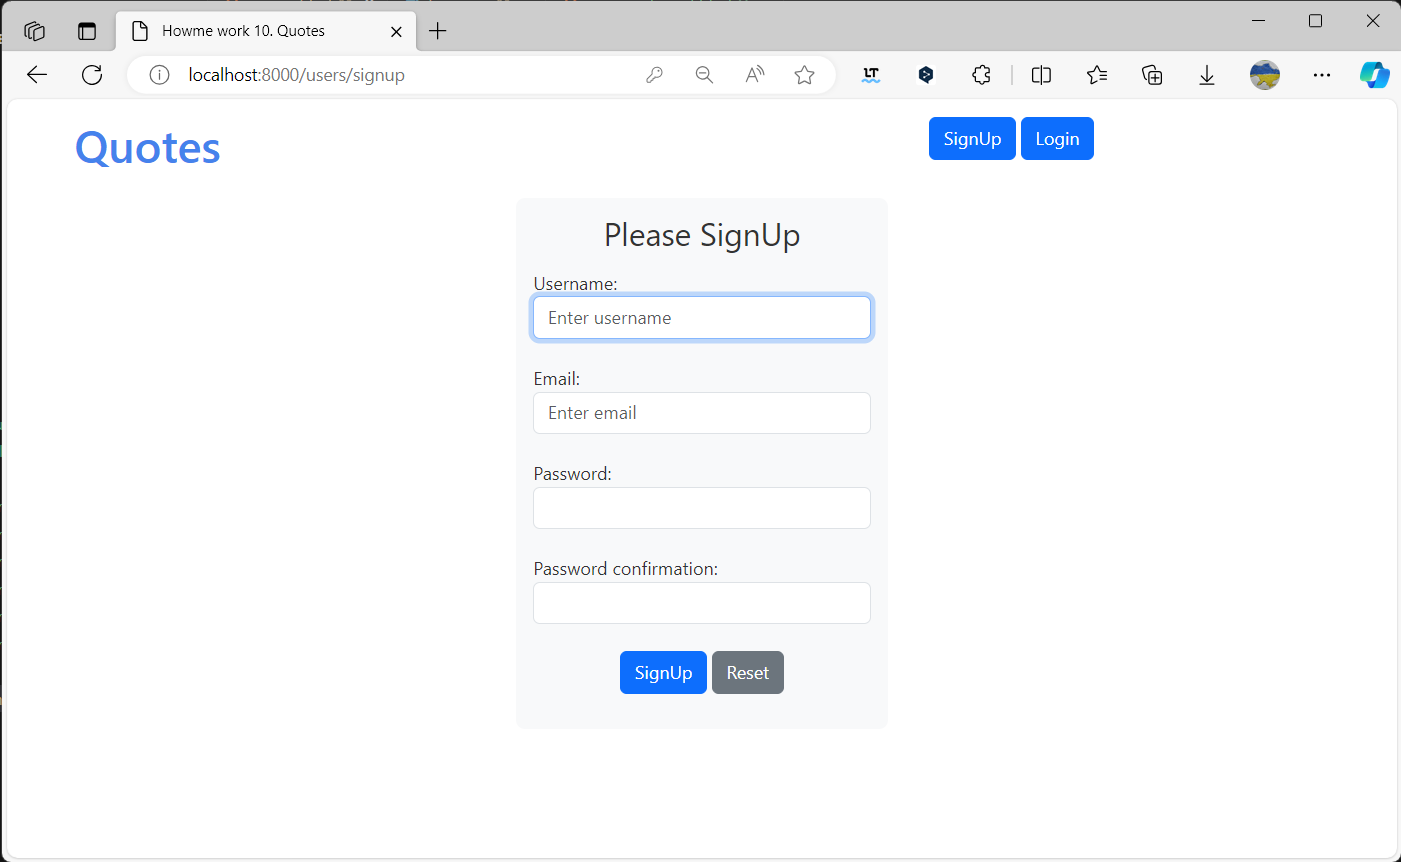 Howme work 10. Quotes
localhost:8000/users/signup
LT
Quotes
SignUp Login
Please SignUp
Username:
Enter username
Email:
Enter email
Password:
Password confirmation:
SignUp Reset